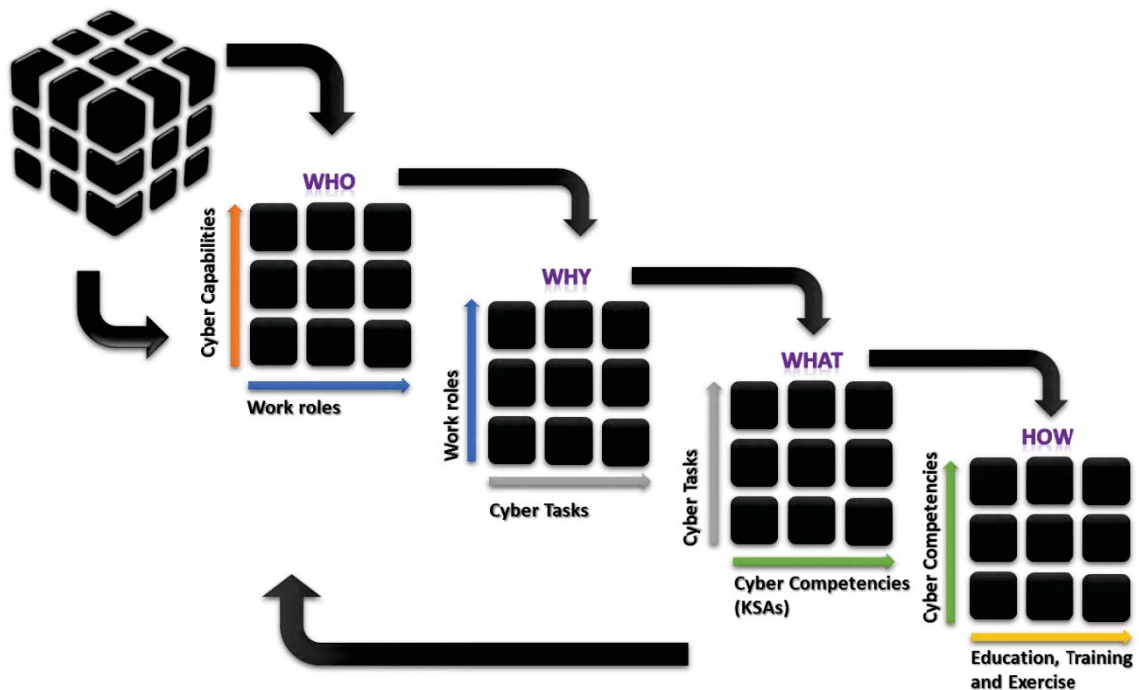 WHO
Cyber Capabilities
Work roles
WHY
Work roles
Cyber Tasks
WHAT
Cyber Tasks
Cyber Competencies
(KSAs)
HOW
Cyber Competencies
Education, Training
and Exercise